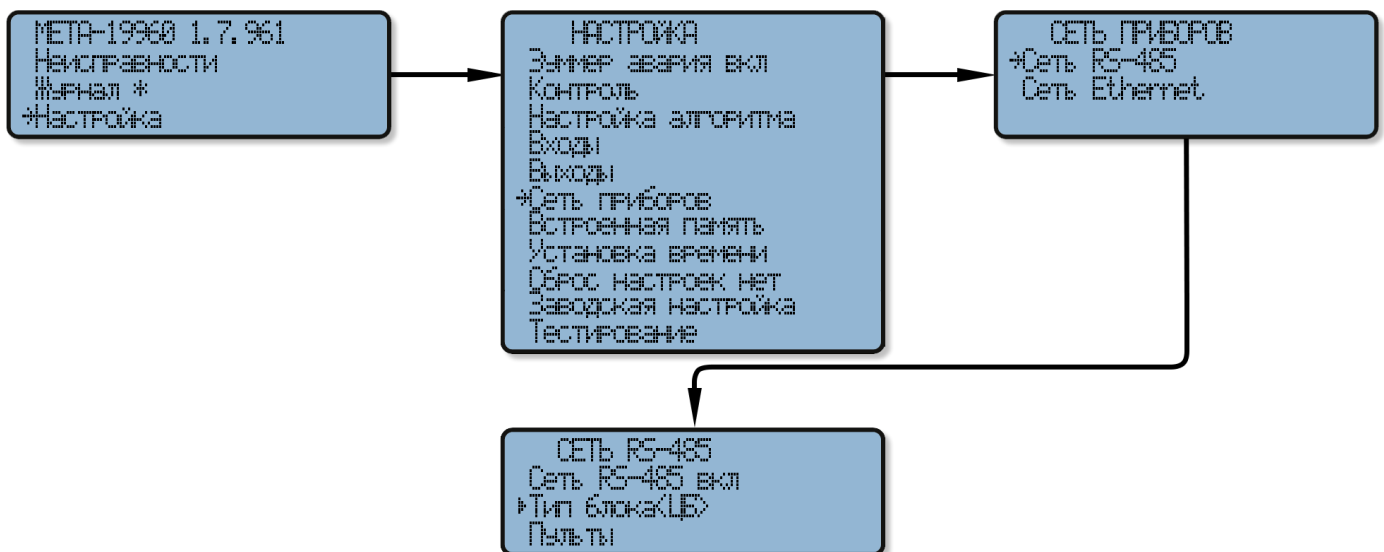 МЕТА-19960 1.7.961
Неисправности
Журнал *
Настройка
НАСТРОЙКА
Зуммер авария вкл
Контроль
Настройка алгоритма
Входы
Выходы
Сеть приборов
Встроенная память
Установка времени
Сброс настроек нет
Заводская настройка
Тестирование
СЕТЬ ПРИБОРОВ
Сеть RS-485
Сеть Ethernet
СЕТЬ RS-485
Сеть RS-485 вкл
Тип блока<ЦБ>
Пульты